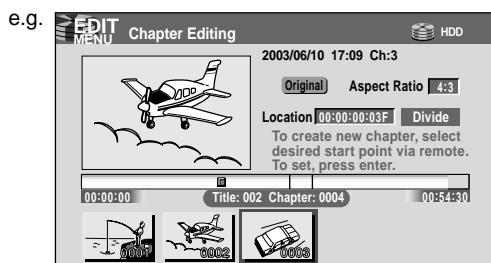 e.g.
EDIT MENU Chapter Editing HDD
2003/06/10 17:09 Ch:3
Original Aspect Ratio 4:3
Location 00:00:00:03F Divide
To create new chapter, select
desired start point via remote.
To set, press enter.
00:00:00 Title: 002 Chapter: 0004 00:54:30
0001 0002 0003